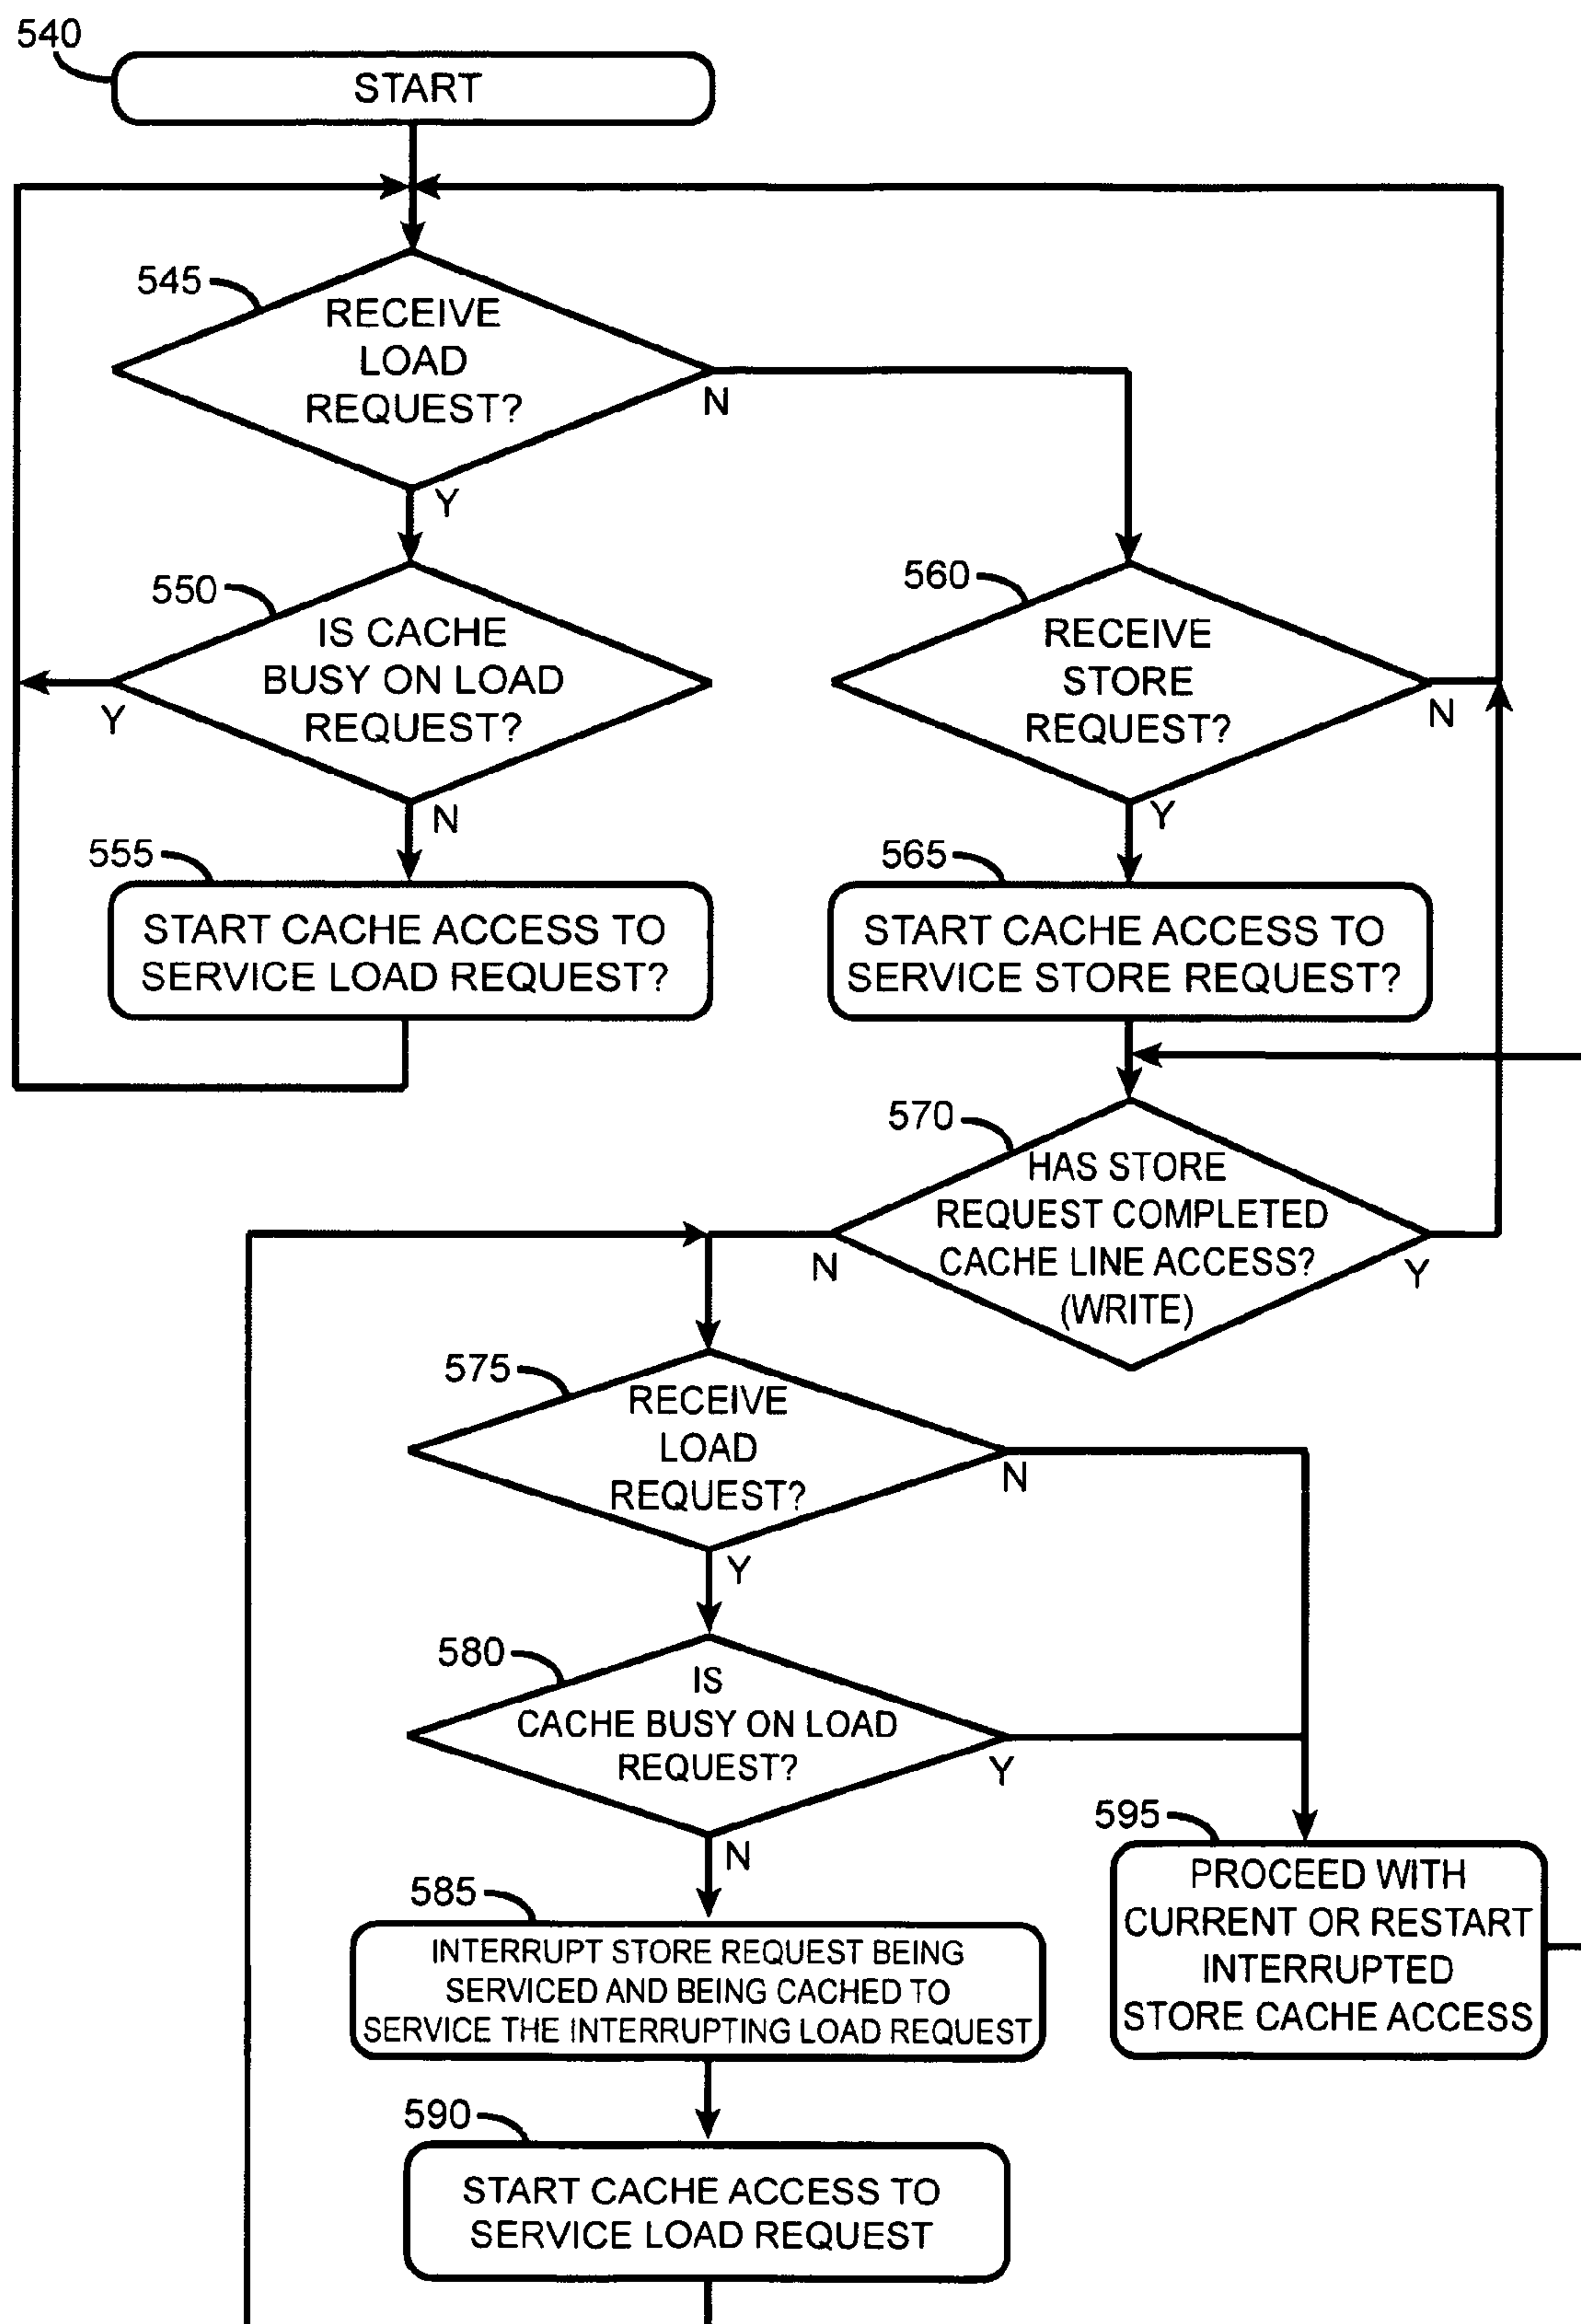 540
START
545
RECEIVE
LOAD
REQUEST?
N
Y
550
IS CACHE
BUSY ON LOAD
REQUEST?
Y
N
560
RECEIVE
STORE
REQUEST?
N
Y
555
START CACHE ACCESS TO
SERVICE LOAD REQUEST?
565
START CACHE ACCESS TO
SERVICE STORE REQUEST?
570
HAS STORE
REQUEST COMPLETED
CACHE LINE ACCESS?
(WRITE)
N
Y
575
RECEIVE
LOAD
REQUEST?
N
Y
580
IS
CACHE BUSY ON LOAD
REQUEST?
Y
N
595
PROCEED WITH
CURRENT OR RESTART
INTERRUPTED
STORE CACHE ACCESS
585
INTERRUPT STORE REQUEST BEING
SERVICED AND BEING CACHED TO
SERVICE THE INTERRUPTING LOAD REQUEST
590
START CACHE ACCESS TO
SERVICE LOAD REQUEST